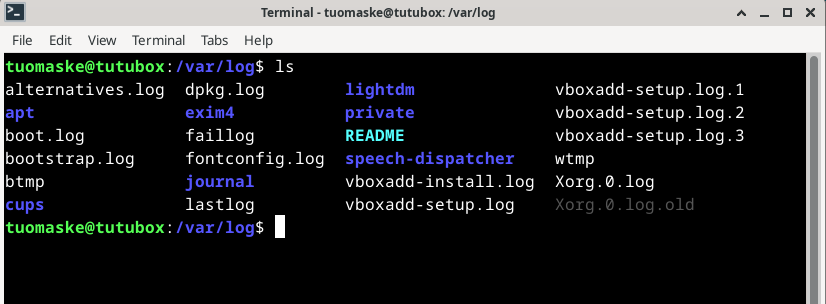 Terminal - tuomaske@tutubox: /var/log
File Edit View Terminal Tabs Help
tuomaske@tutubox:/var/log$ ls
alternatives.log dpkg.log lightdm vboxadd-setup.log.1
apt exim4 private vboxadd-setup.log.2
boot.log faillog README vboxadd-setup.log.3
bootstrap.log fontconfig.log speech-dispatcher wtmp
btmp journal vboxadd-install.log Xorg.0.log
cups lastlog vboxadd-setup.log Xorg.0.log.old
tuomaske@tutubox:/var/log$